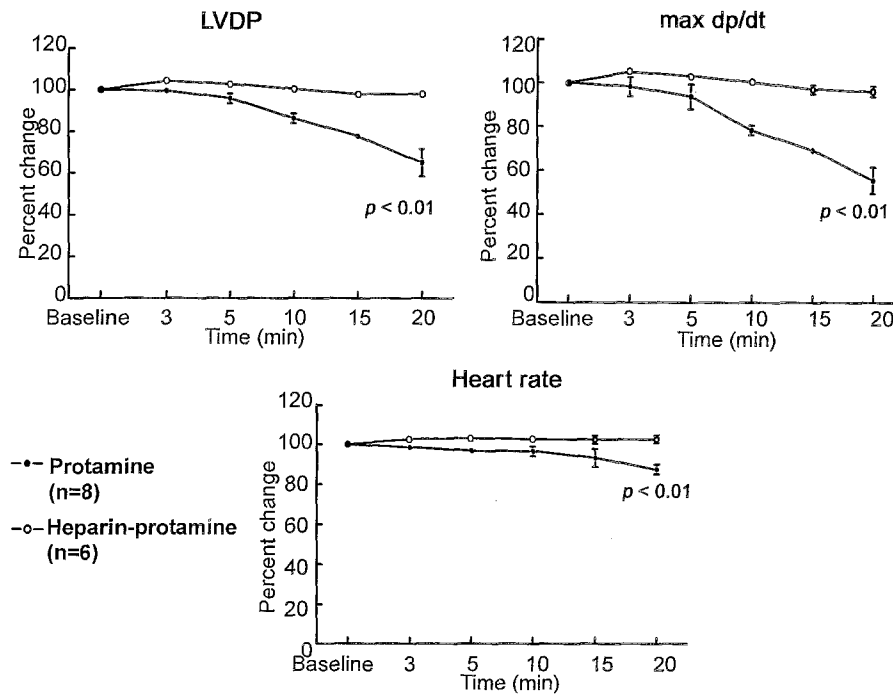 LVDP
120
100
80
60
40
20
0
Percent change
p < 0.01
Baseline 3 5 10 15 20
Time (min)
max dp/dt
120
100
80
60
40
20
0
Percent change
p < 0.01
Baseline 3 5 10 15 20
Time (min)
Heart rate
120
100
80
60
40
20
0
Percent change
p < 0.01
Baseline 3 5 10 15 20
Time (min)
Protamine
(n=8)
Heparin-protamine
(n=6)